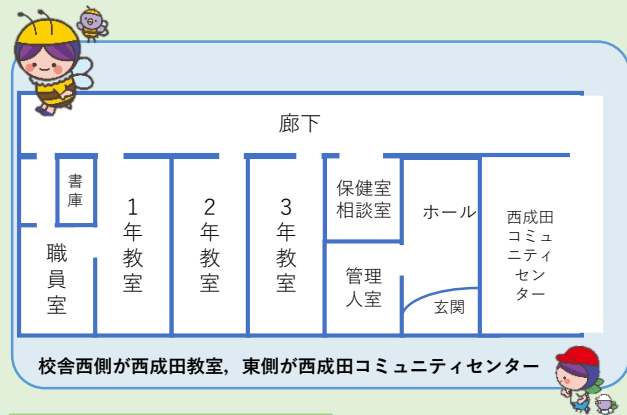 廊下
書庫
職員室
1年教室
2年教室
3年教室
保健室
相談室
管理
人室
ホール
玄関
西成田
コミュ
ニティ
セン
ター
校舎西側が西成田教室，東側が西成田コミュニティセンター